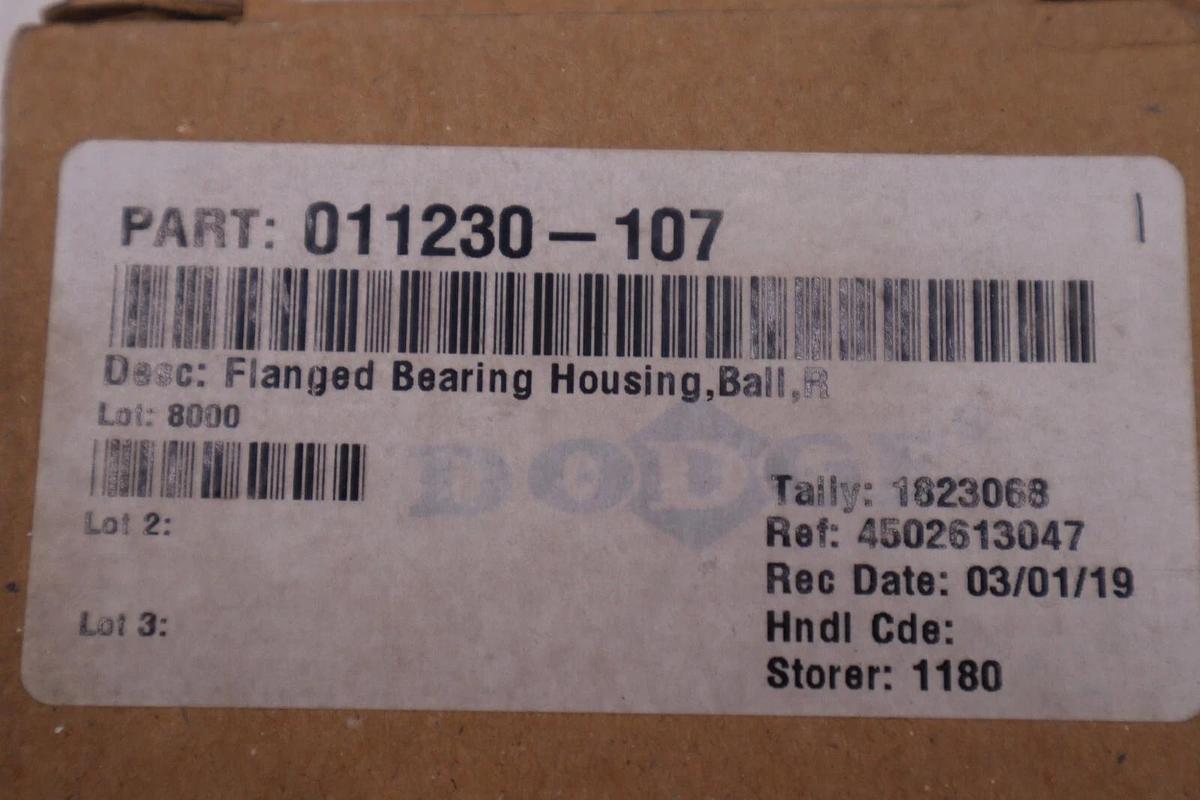 PART: 011230-107
Desc: Flanged Bearing Housing,Ball,R
Lot: 8000
DODGE
Tally: 1823068
Lot 2:
Ref: 4502613047
Rec Date: 03/01/19
Lot 3:
Hndl Cde:
Storer: 1180